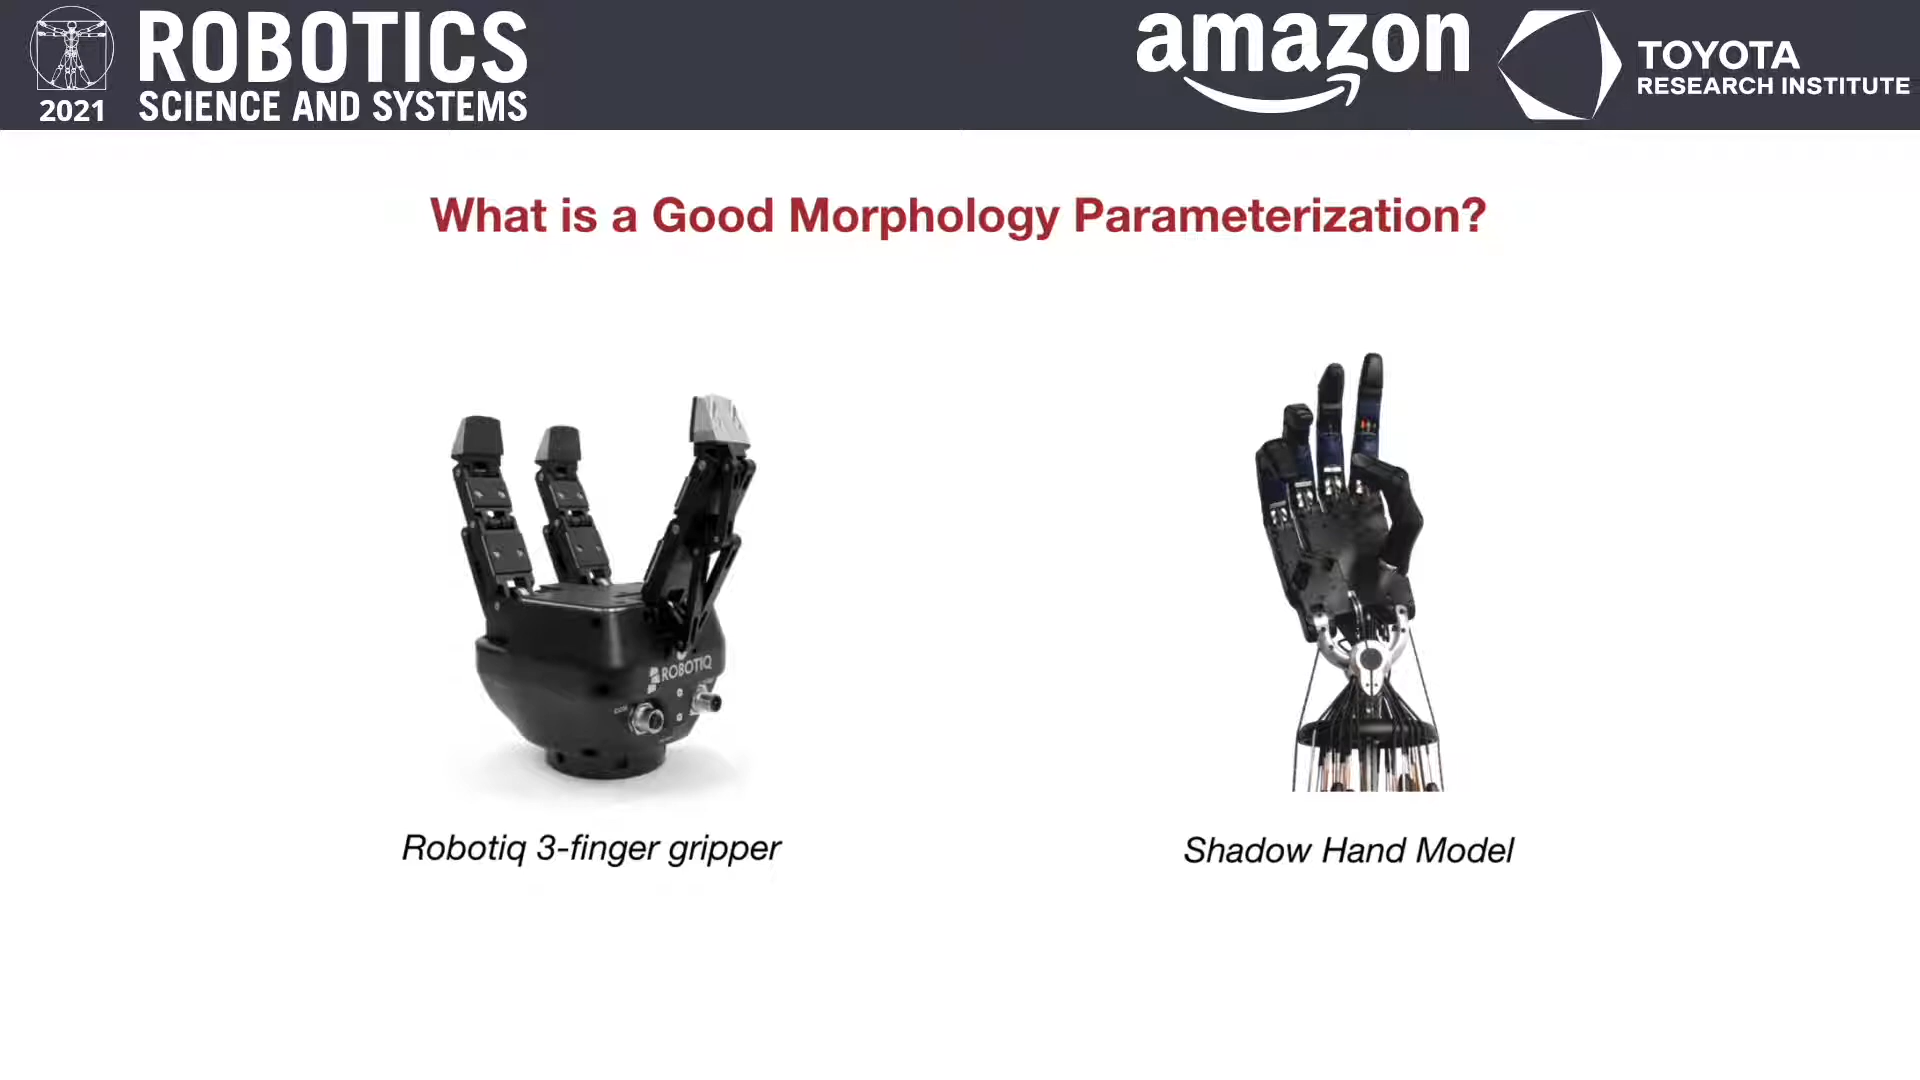 ROBOTICS
SCIENCE AND SYSTEMS
2021
amazon
TOYOTA
RESEARCH INSTITUTE
What is a Good Morphology Parameterization?
ROBOTIQ
COM
Robotiq 3-finger gripper
Shadow Hand Model